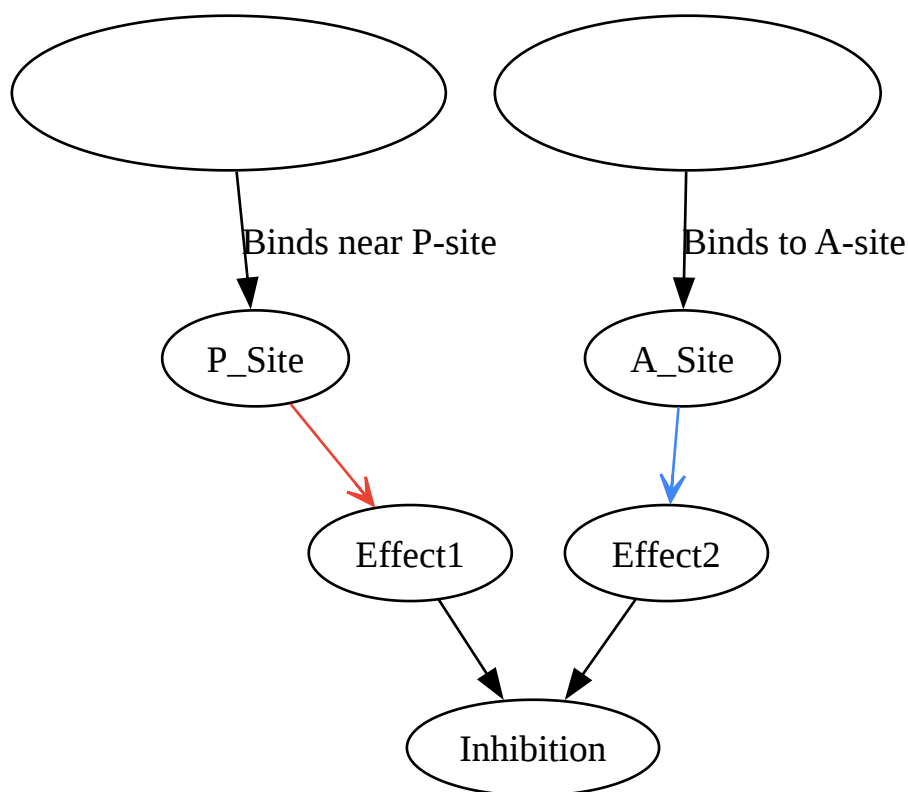 Binds near P-site
Binds to A-site
P_Site
A_Site
Effect1
Effect2
Inhibition